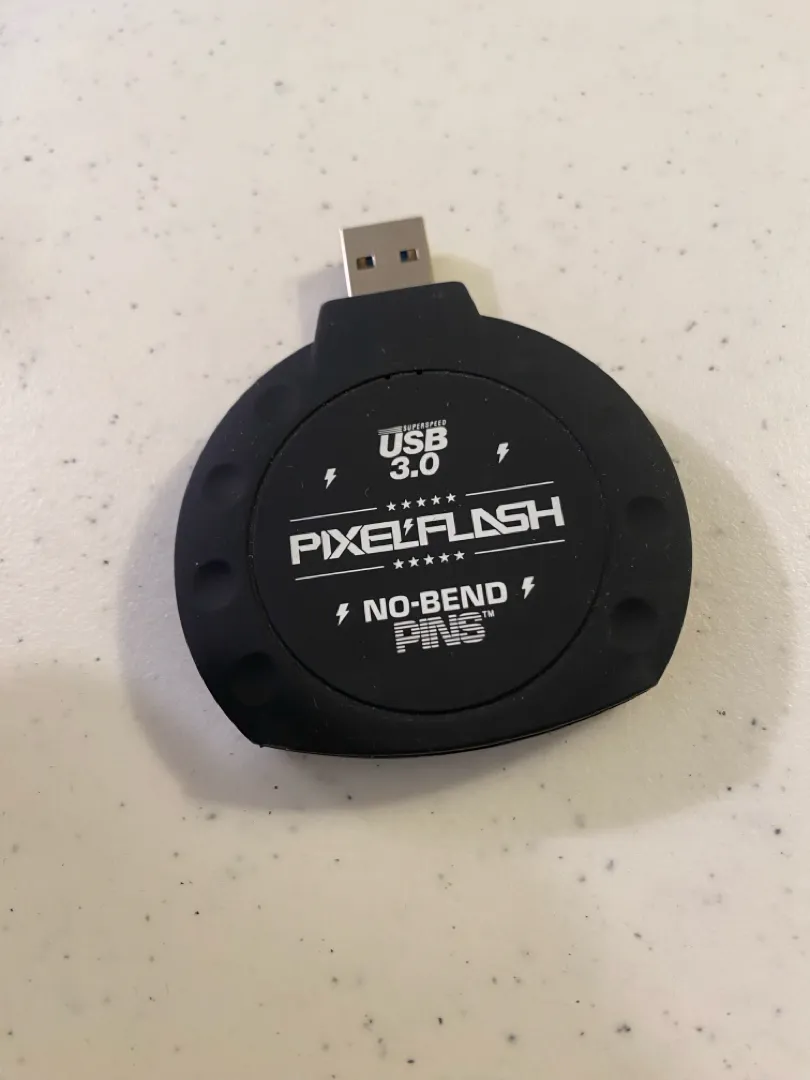 SUPERSPEED
USB
3.0
PIXELFLASH
NO-BEND
PINS™